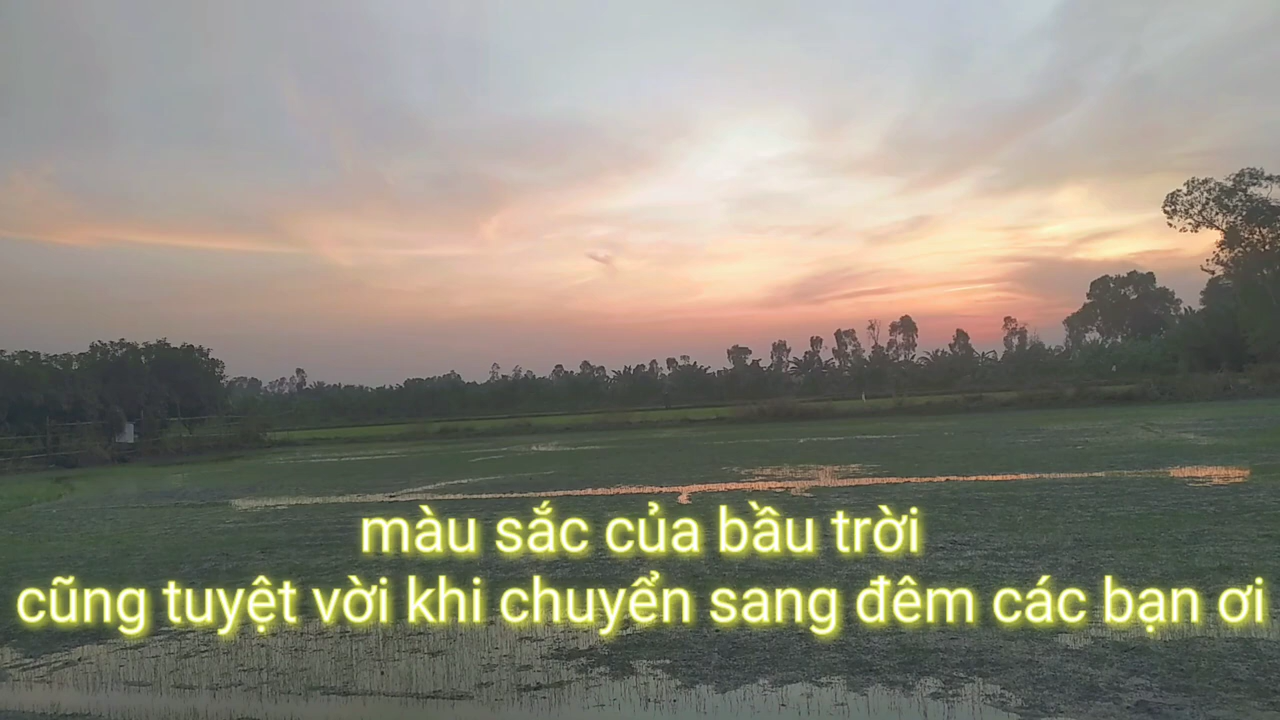 màu sắc của bầu trời
cũng tuyệt vời khi chuyển sang đêm các bạn ơi